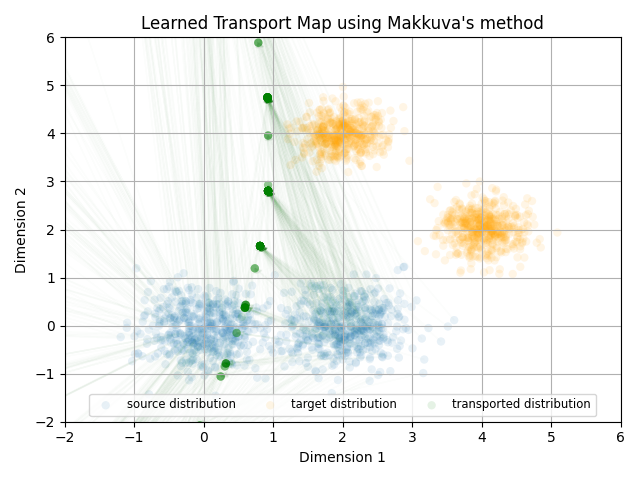 Learned Transport Map using Makkuva's method
6
5
4
3
2
1
0
−1
−2
Dimension 2
source distribution target distribution transported distribution
−2 −1 0 1 2 3 4 5 6
Dimension 1